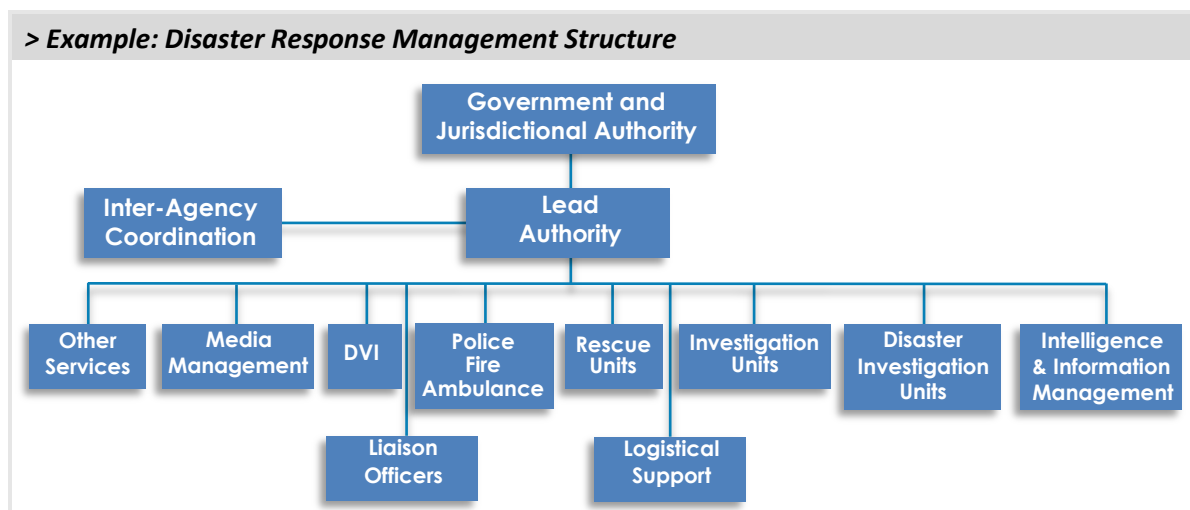 > Example: Disaster Response Management Structure
Government and
Jurisdictional Authority
Inter-Agency
Coordination
Lead
Authority
Other
Services
Media
Management
DVI
Police
Fire
Ambulance
Rescue
Units
Investigation
Units
Disaster
Investigation
Units
Intelligence
& Information
Management
Liaison
Officers
Logistical
Support